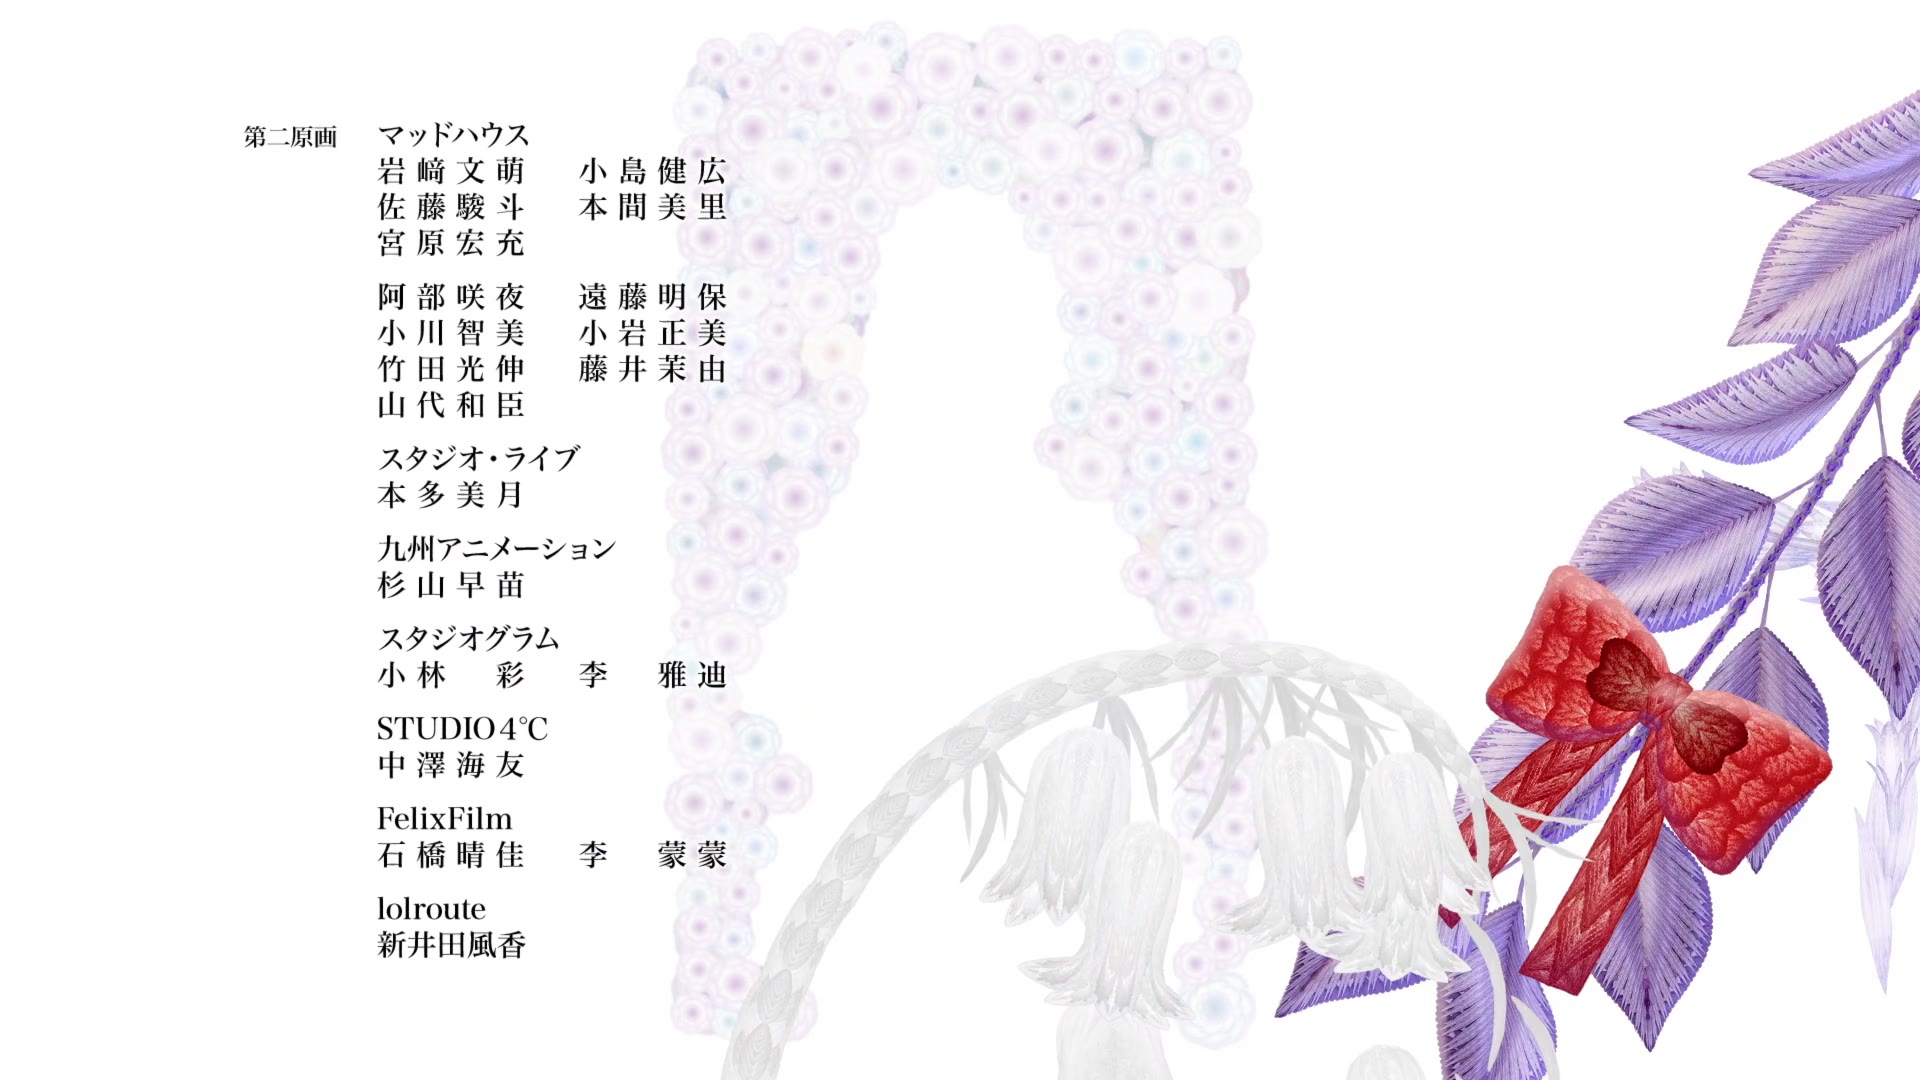 第二原画 マッドハウス
岩﨑文萌 小島健広
佐藤駿斗 本間美里
宮原宏充
阿部咲夜 遠藤明保
小川智美 小岩正美
竹田光伸 藤井茉由
山代和臣
スタジオ・ライブ
本多美月
九州アニメーション
杉山早苗
スタジオグラム
小林 彩 李 雅迪
STUDIO4℃
中澤海友
FelixFilm
石橋晴佳 李 蒙蒙
lolroute
新井田風香